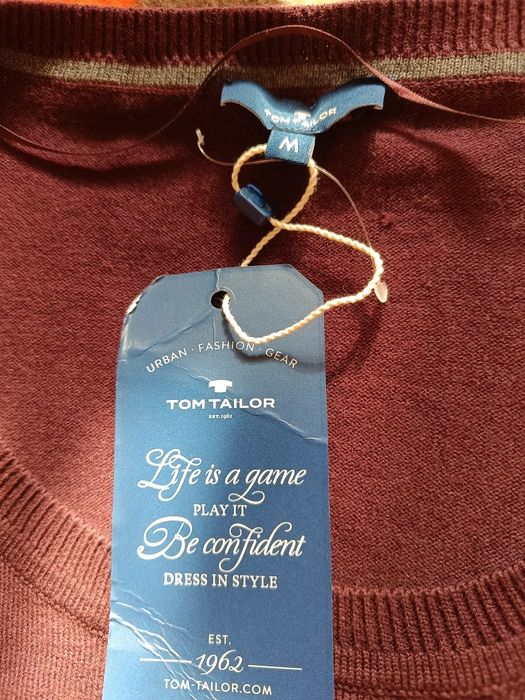 TOM TAILOR
M
URBAN · FASHION · GEAR
TOM TAILOR
EST. 1962
Life is a game
PLAY IT
Be confident
DRESS IN STYLE
EST.
1962
TOM-TAILOR.COM